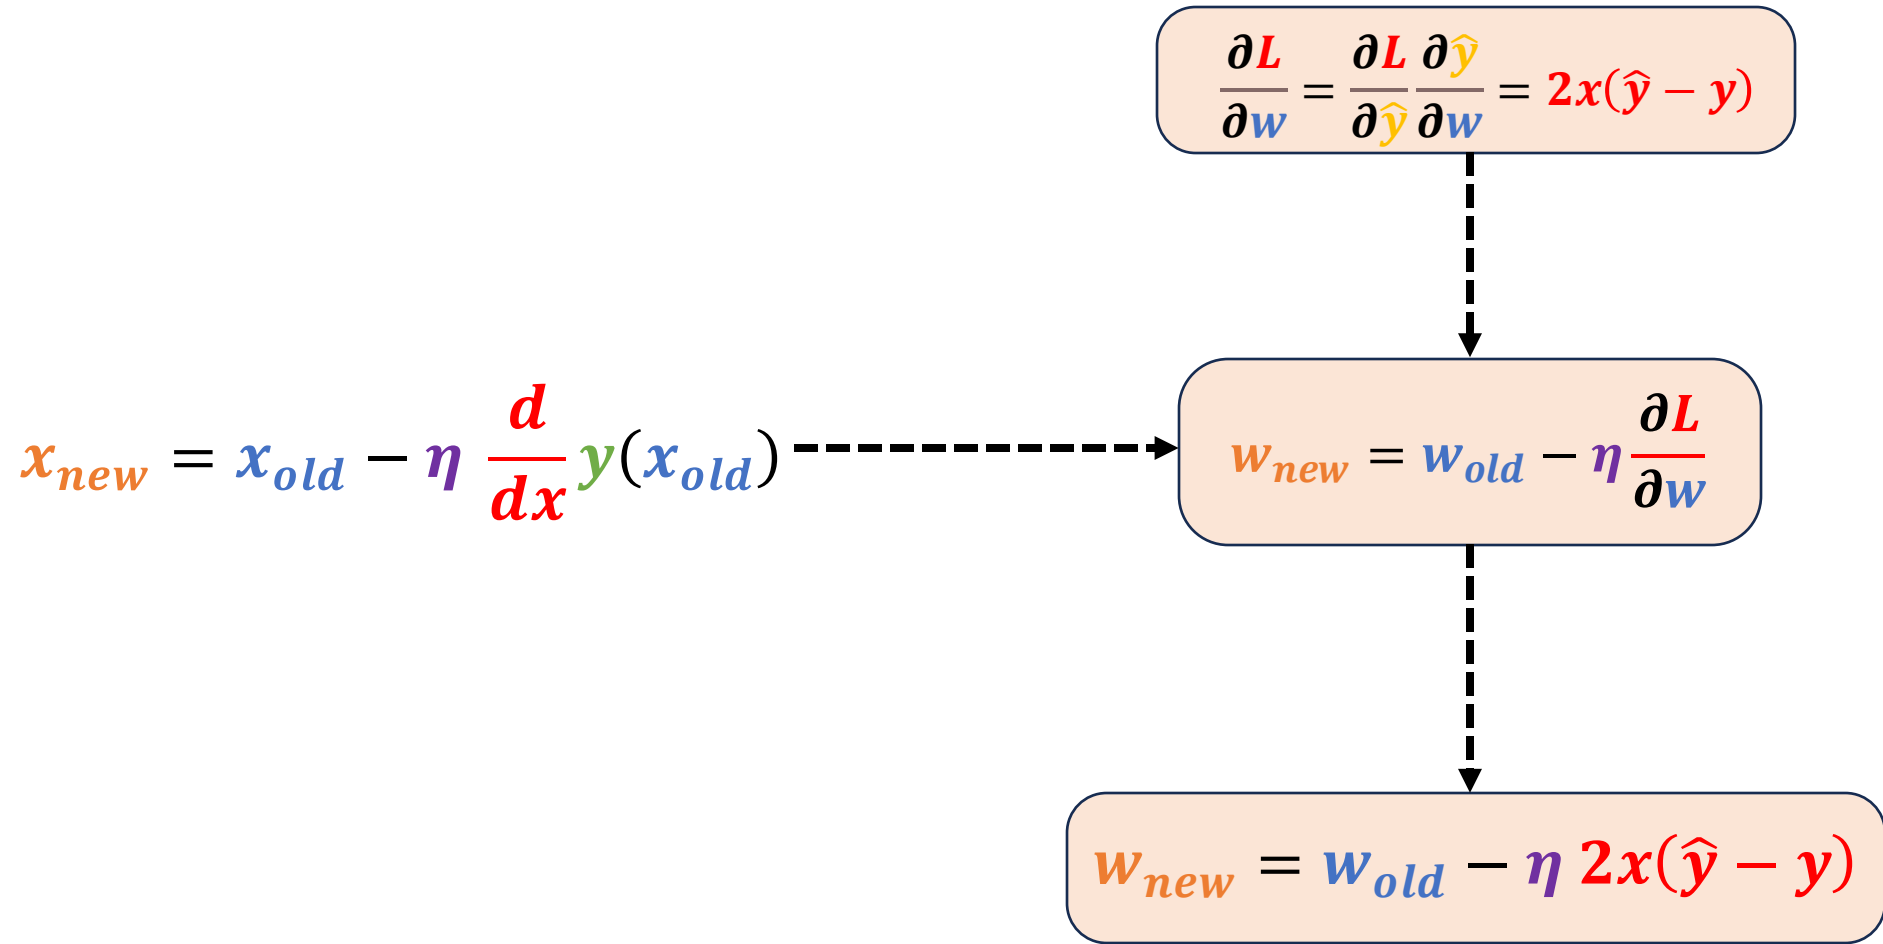 ∂L/∂w = ∂L/∂ŷ ∂ŷ/∂w = 2x(ŷ − y)
x_new = x_old − η d/dx y(x_old)
w_new = w_old − η ∂L/∂w
w_new = w_old − η 2x(ŷ − y)